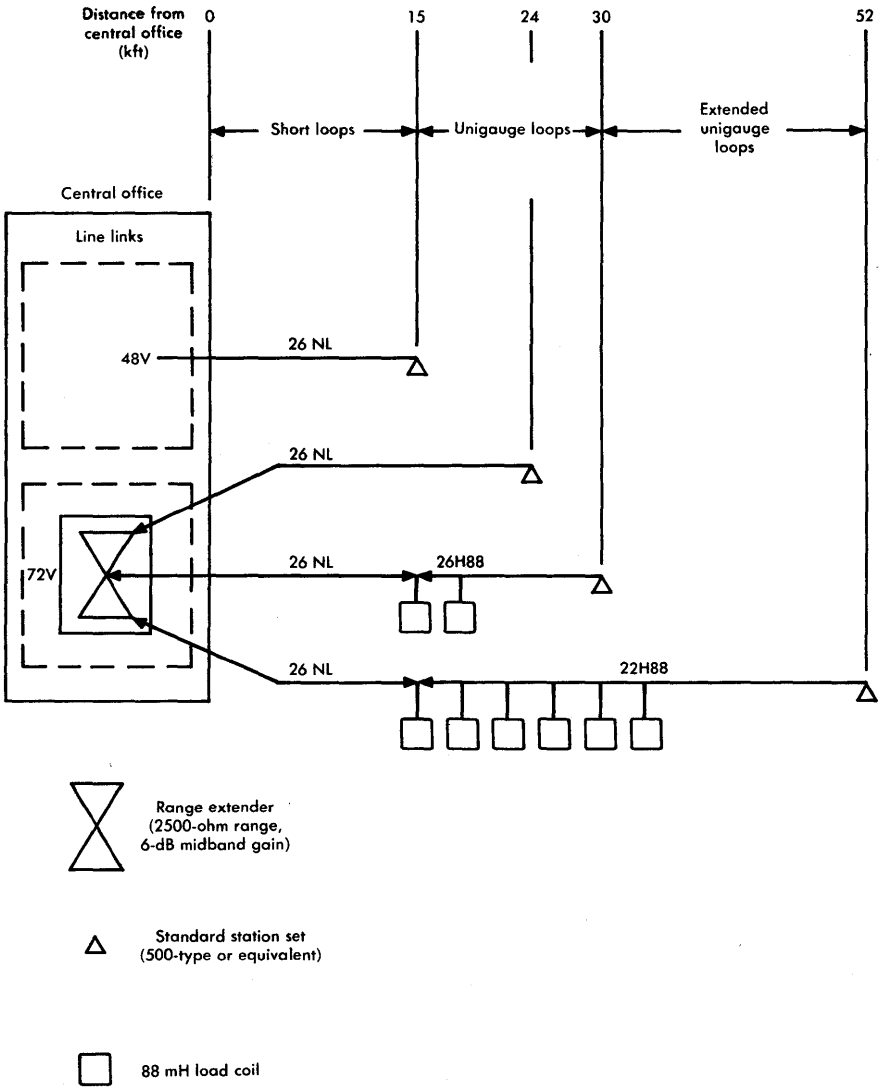 Distance from
central office
(kft)
0
15
24
30
52
Short loops
Unigauge loops
Extended
unigauge
loops
Central office
Line links
48V
26 NL
26 NL
72V
26 NL
26H88
26 NL
22H88
Range extender
(2500-ohm range,
6-dB midband gain)
Standard station set
(500-type or equivalent)
88 mH load coil